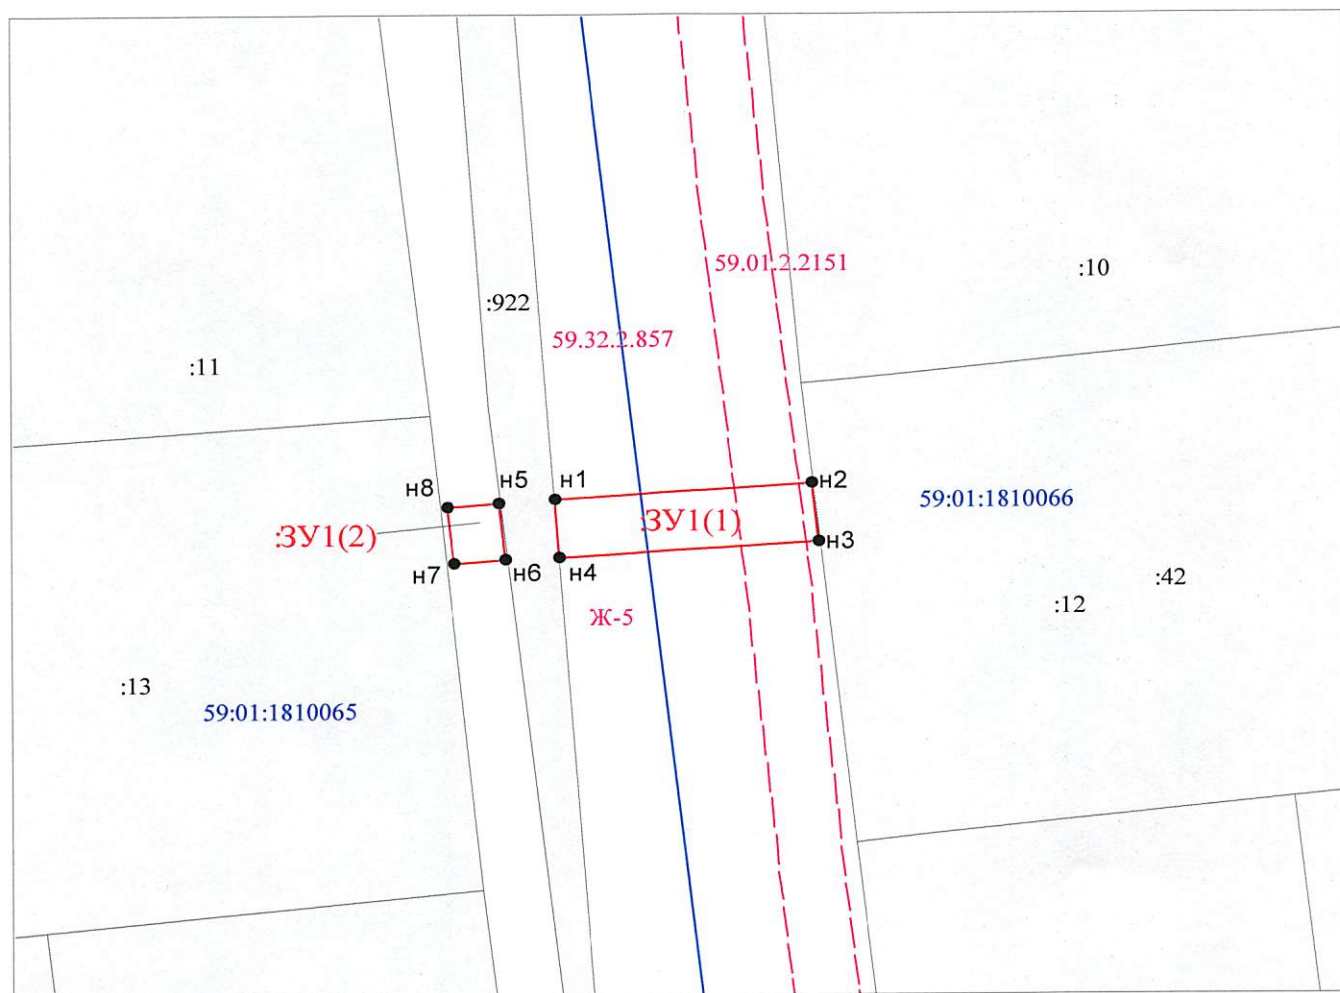 59.01.2.2151
:10
:922
59.32.2.857
:11
н8
н5
н1
н2
59:01:1810066
:ЗУ1(2)
:ЗУ1(1)
н3
н7
н6
н4
:42
:12
Ж-5
:13
59:01:1810065